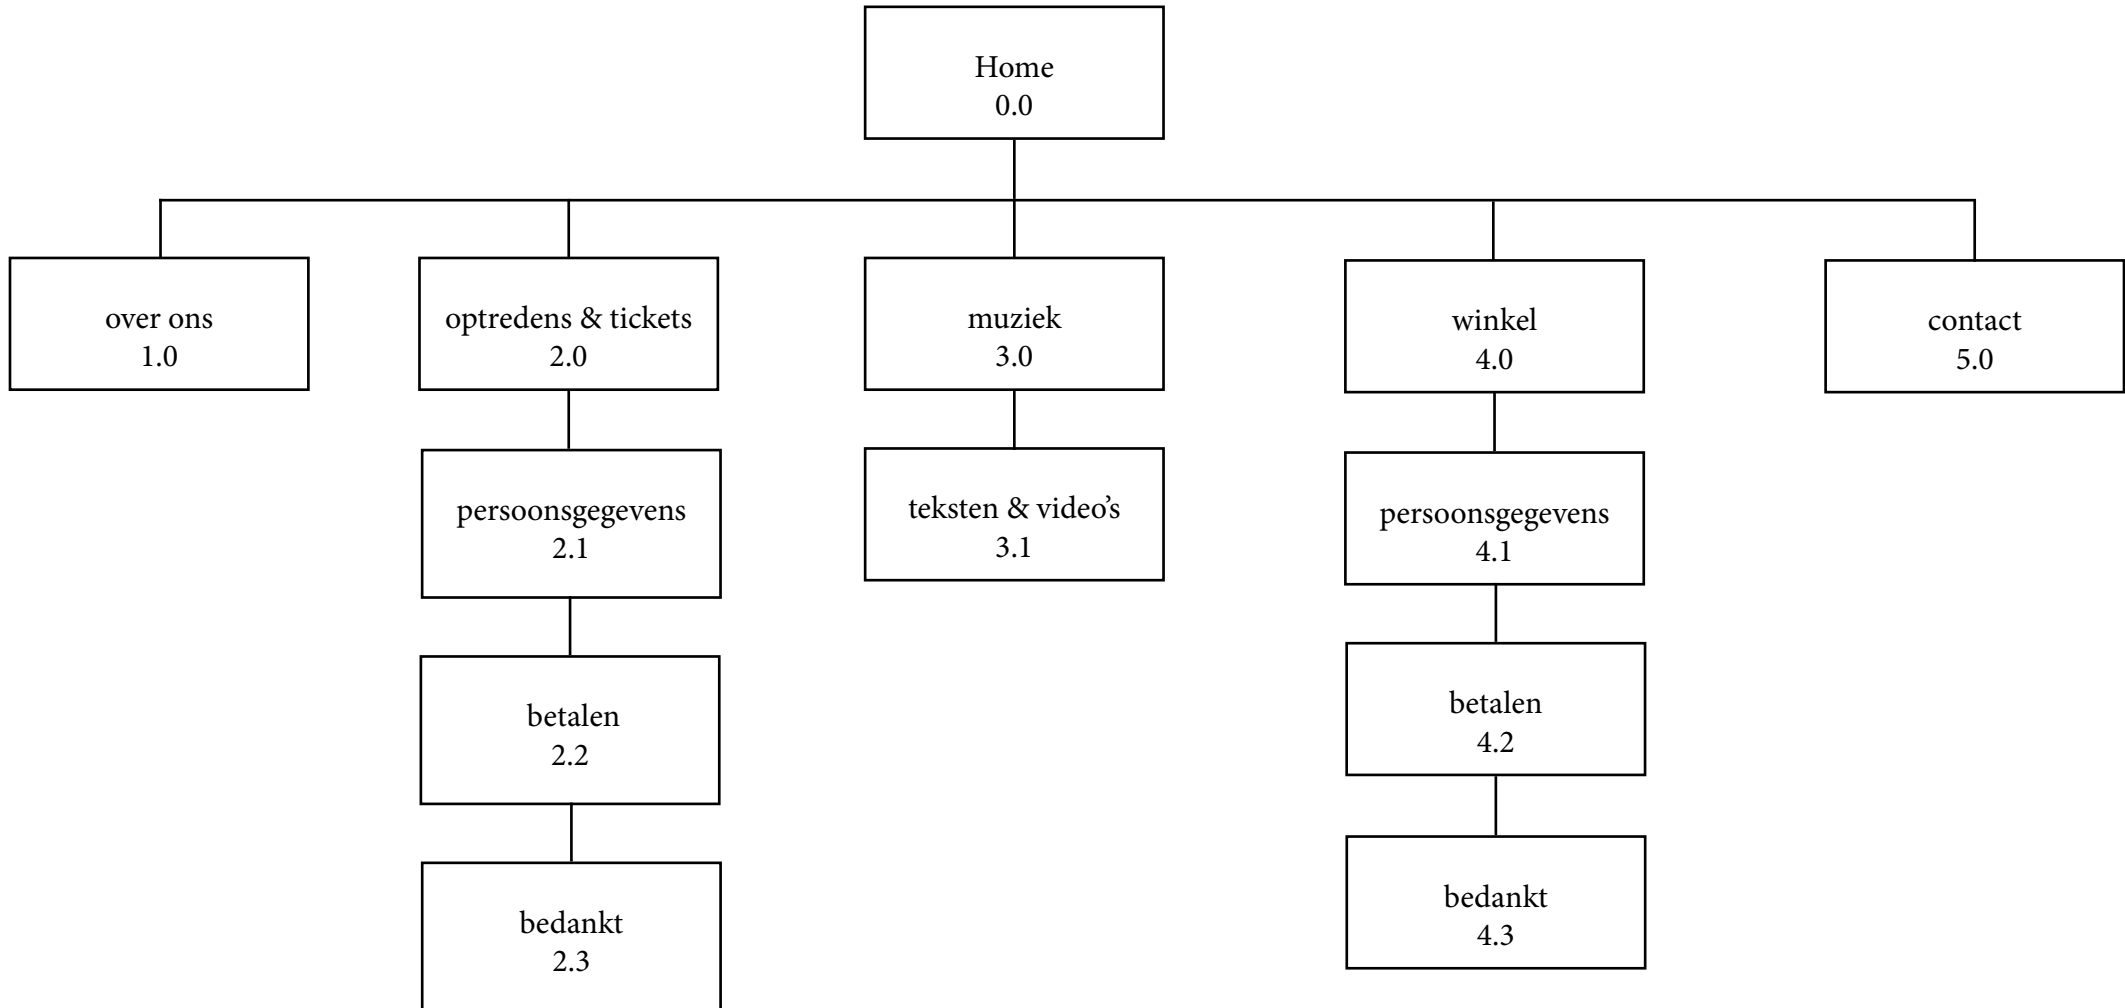 Home
0.0
over ons
1.0
optredens & tickets
2.0
muziek
3.0
winkel
4.0
contact
5.0
persoonsgegevens
2.1
teksten & video’s
3.1
persoonsgegevens
4.1
betalen
2.2
betalen
4.2
bedankt
2.3
bedankt
4.3